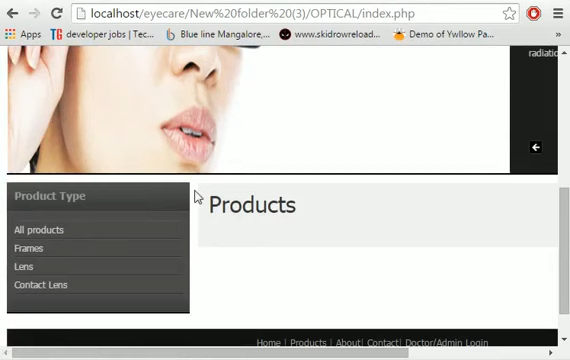 localhost/eyecare/New%20folder%20(3)/OPTICAL/index.php
Apps TG developer jobs | Tec... Blue line Mangalore,... www.skidrowreload... Demo of Ywllow Pa... »
radiatio
Product Type
Products
All products
Frames
Lens
Contact Lens
Home | Products | About| Contact| Doctor/Admin Login